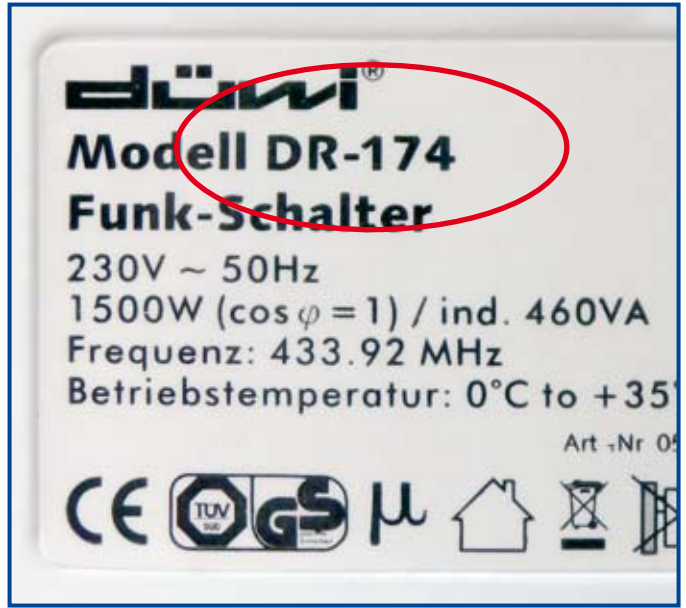 düwi®
Modell DR-174
Funk-Schalter
230V ~ 50Hz
1500W (cos φ = 1) / ind. 460VA
Frequenz: 433.92 MHz
Betriebstemperatur: 0°C to +35°
Art.-Nr 05
CE TÜV SÜD GS µ